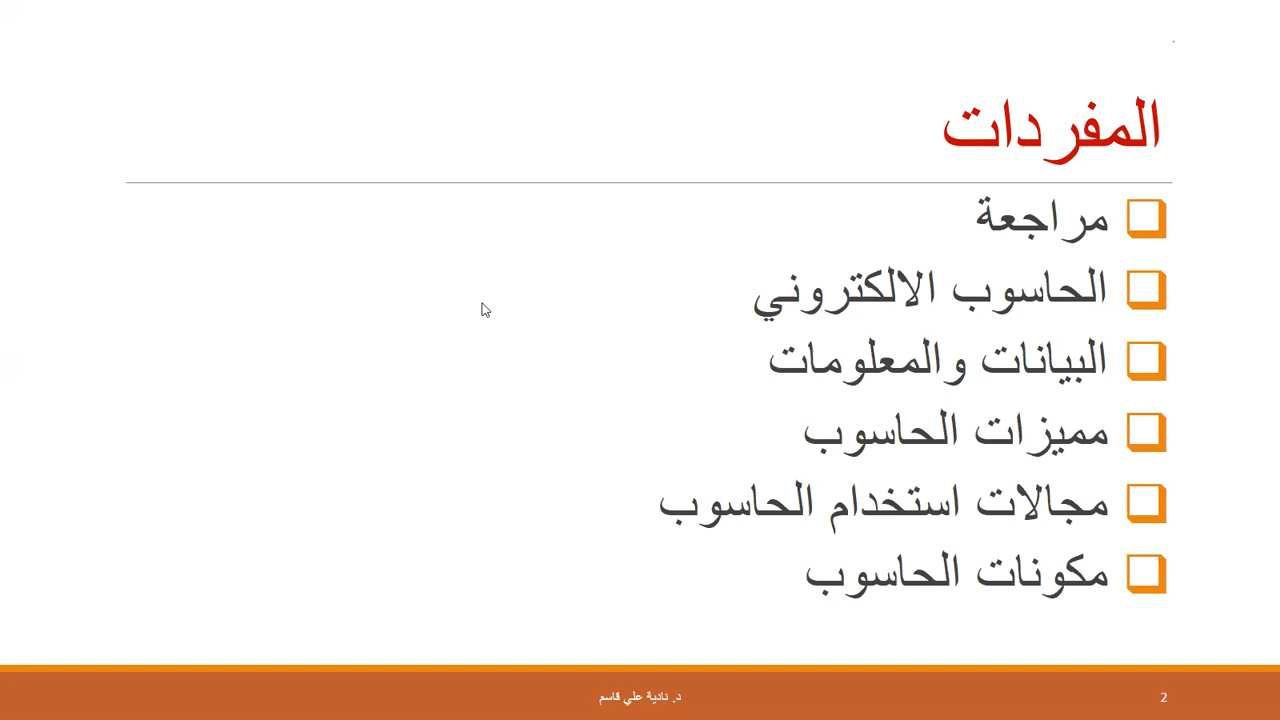 المفردات
مراجعة
الحاسوب الالكتروني
البيانات والمعلومات
مميزات الحاسوب
مجالات استخدام الحاسوب
مكونات الحاسوب
د. نادية علي قاسم
2